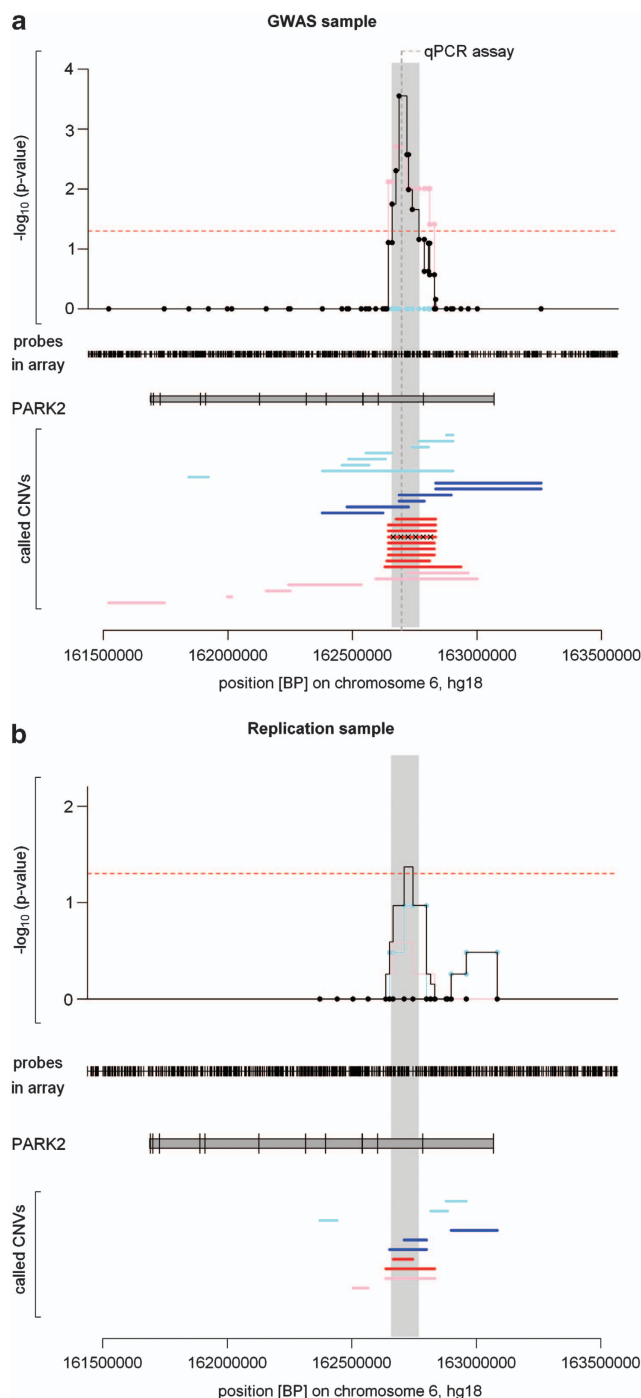 a
GWAS sample
qPCR assay
4
3
2
1
0
-log10 (p-value)
probes
in array
PARK2
called CNVs
161500000 162000000 162500000 163000000 163500000
position [BP] on chromosome 6, hg18
b
Replication sample
2
1
0
-log10 (p-value)
probes
in array
PARK2
called CNVs
161500000 162000000 162500000 163000000 163500000
position [BP] on chromosome 6, hg18